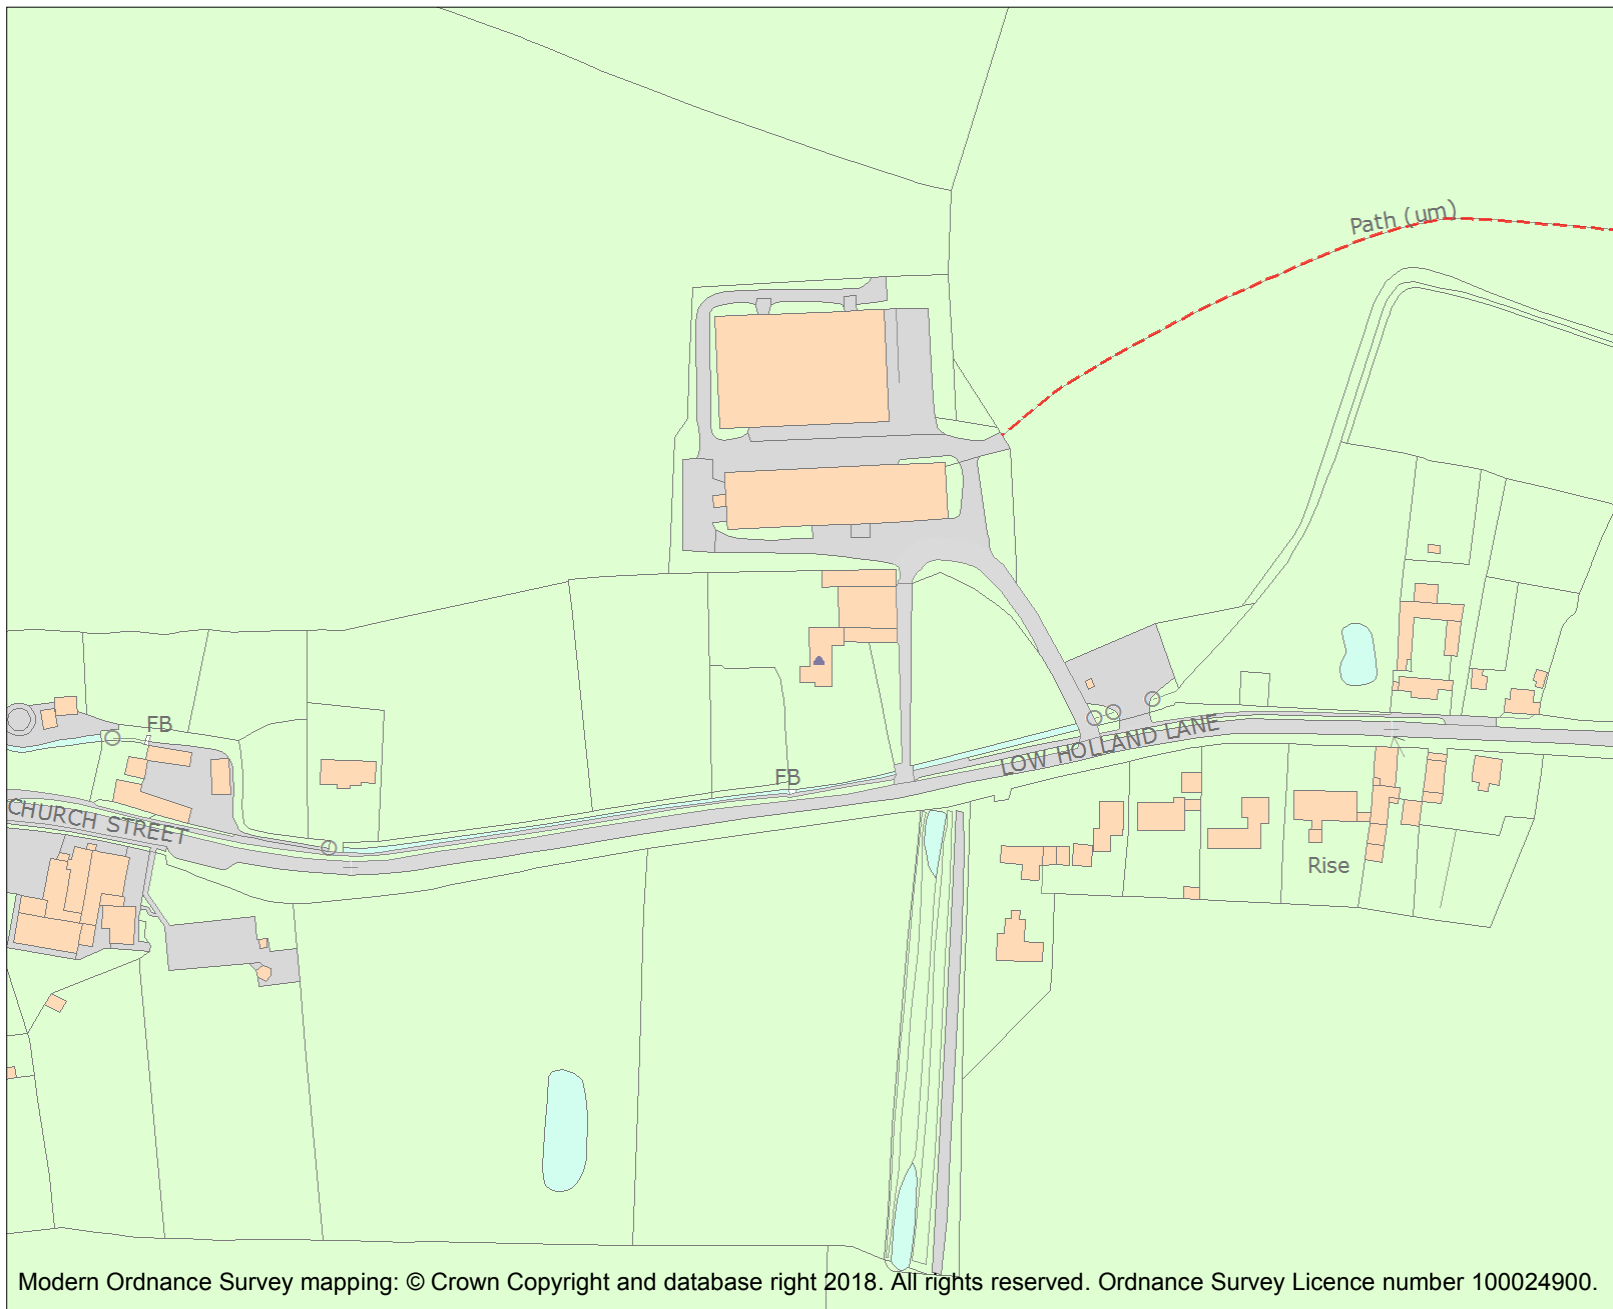 Path (um)
FB
LOW HOLLAND LANE
FB
CHURCH STREET
Rise
Modern Ordnance Survey mapping: © Crown Copyright and database right 2018. All rights reserved. Ordnance Survey Licence number 100024900.